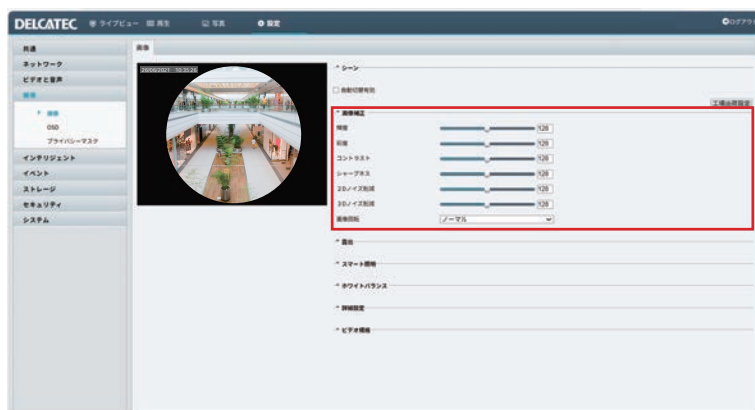 DELCATEC ライブビュー 再生 写真 設定 ログアウト
共通
ネットワーク
ビデオと音声
画像
画像
OSD
プライバシーマスク
インテリジェント
イベント
ストレージ
セキュリティ
システム
画像
シーン
自動切替有効
工場出荷設定
画像補正
輝度 128
彩度 128
コントラスト 128
シャープネス 128
2Dノイズ削減 128
3Dノイズ削減 128
画像回転 ノーマル
露出
スマート照明
ホワイトバランス
詳細設定
ビデオ規格